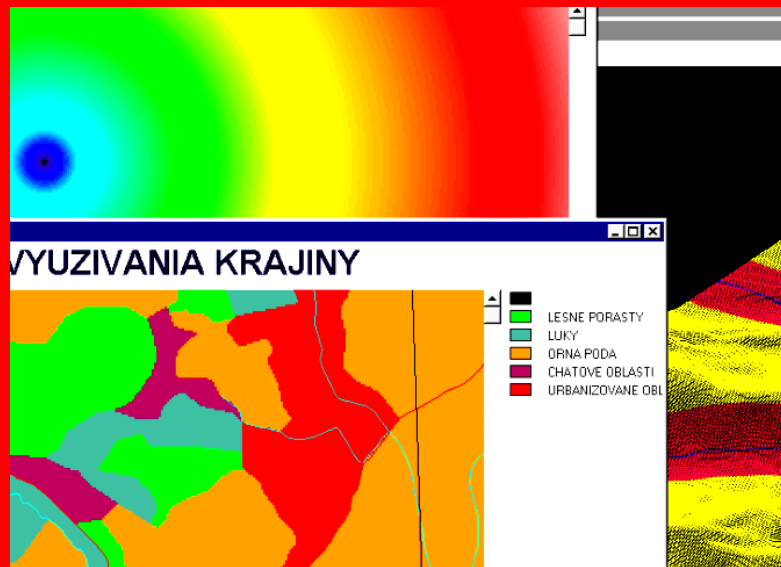 VYUZIVANIA KRAJINY
LESNE PORASTY
LUKY
ORNA PODA
CHATOVE OBLASTI
URBANIZOVANE OBL